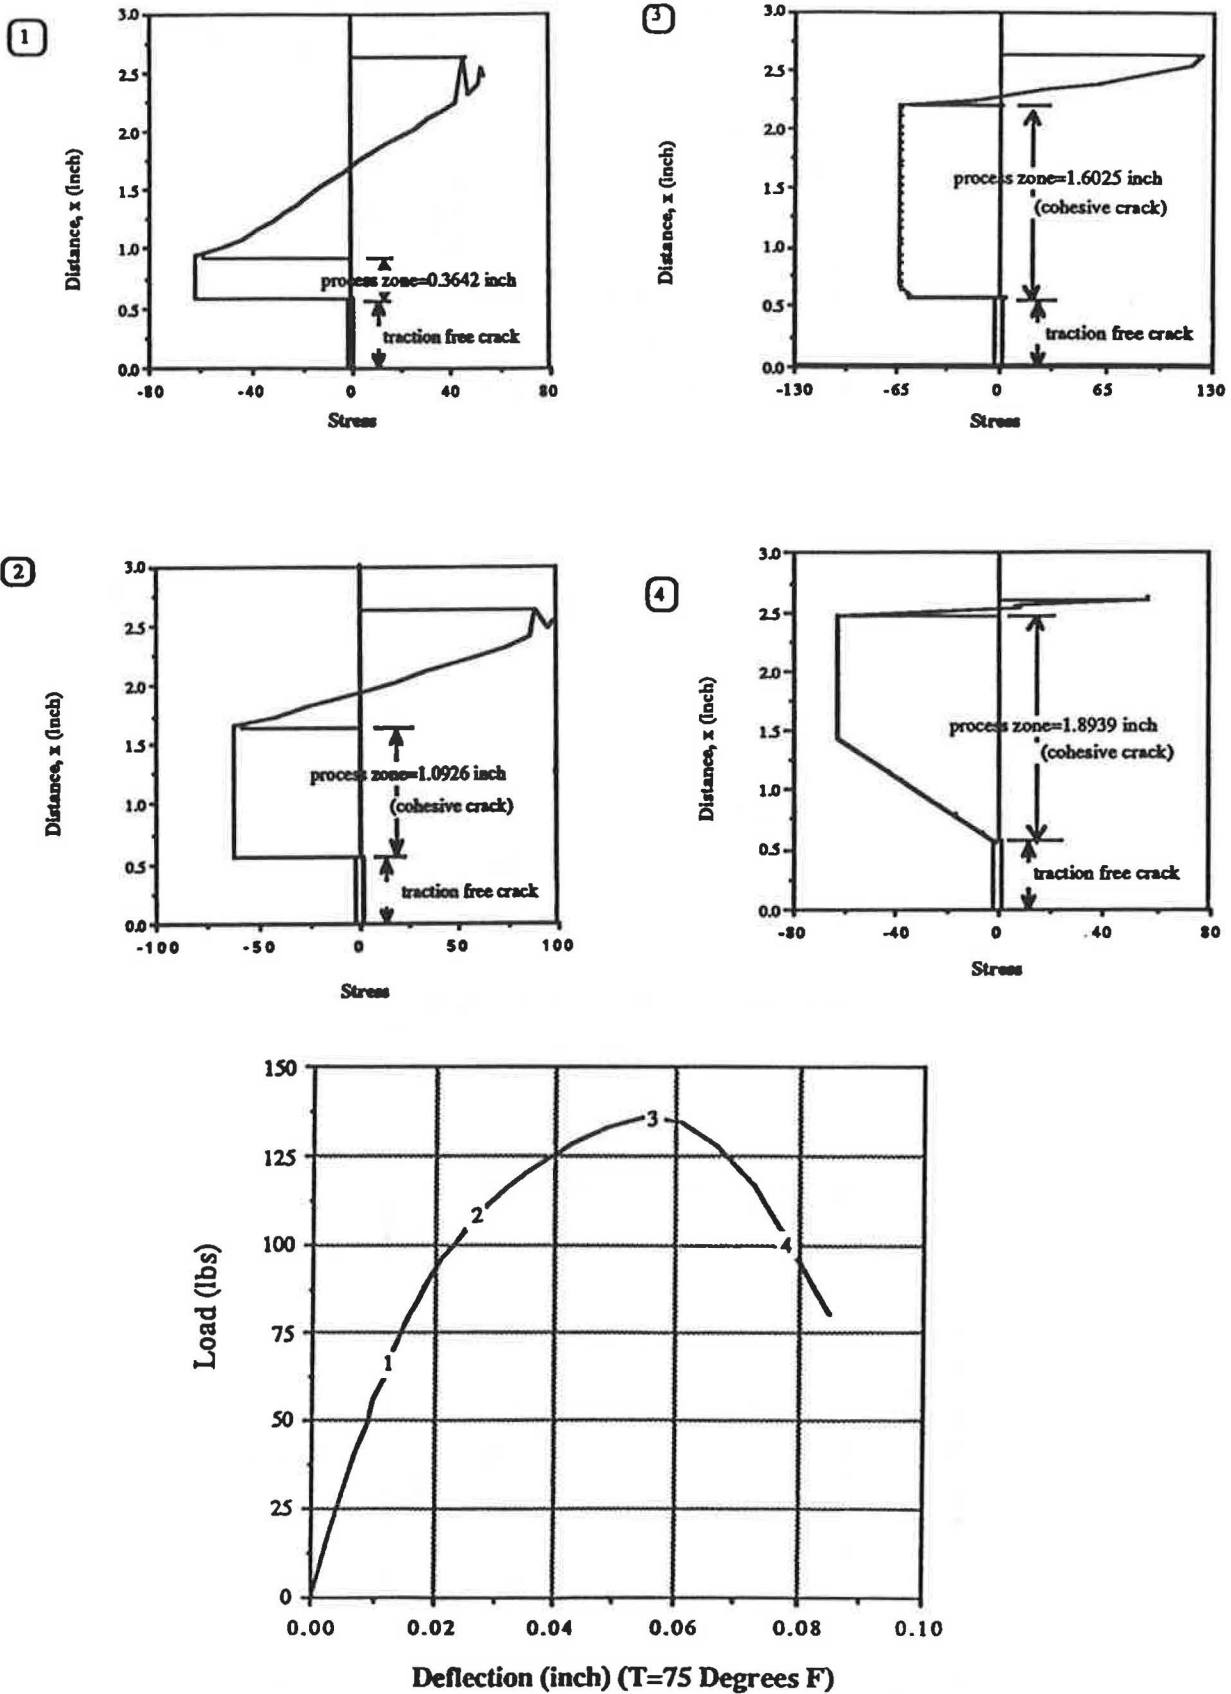 1
3.0
2.5
2.0
1.5
1.0
0.5
0.0
Distance, x (inch)
process zone=0.3642 inch
traction free crack
-80 -40 0 40 80
Stress
3
3.0
2.5
2.0
1.5
1.0
0.5
0.0
Distance, x (inch)
process zone=1.6025 inch
(cohesive crack)
traction free crack
-130 -65 0 65 130
Stress
2
3.0
2.5
2.0
1.5
1.0
0.5
0.0
Distance, x (inch)
process zone=1.0926 inch
(cohesive crack)
traction free crack
-100 -50 0 50 100
Stress
4
3.0
2.5
2.0
1.5
1.0
0.5
0.0
Distance, x (inch)
process zone=1.8939 inch
(cohesive crack)
traction free crack
-80 -40 0 40 80
Stress
150
125
100
75
50
25
0
Load (lbs)
1
2
3
4
0.00 0.02 0.04 0.06 0.08 0.10
Deflection (inch) (T=75 Degrees F)